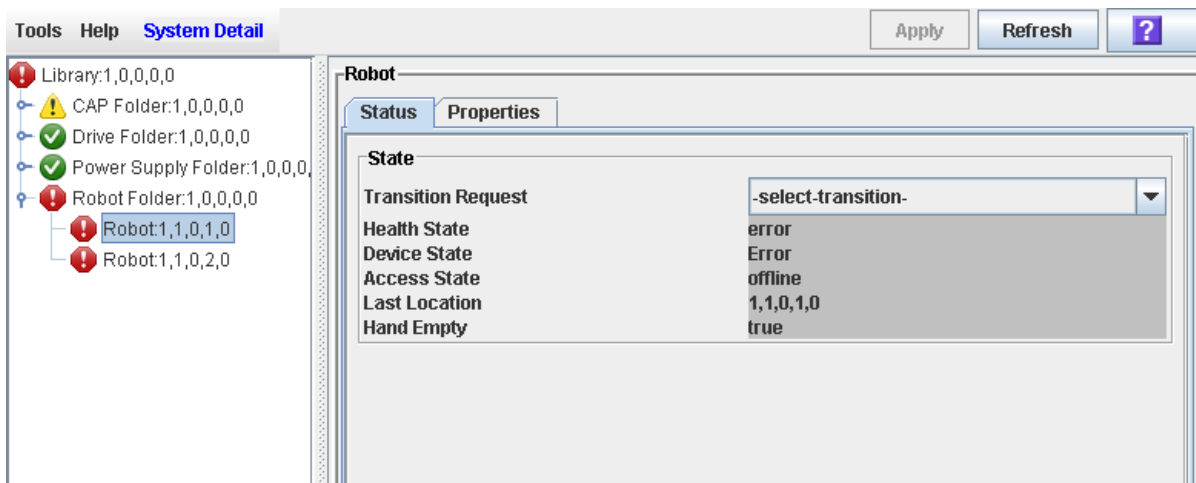 Tools Help System Detail Apply Refresh ?
Library:1,0,0,0,0
CAP Folder:1,0,0,0,0
Drive Folder:1,0,0,0,0
Power Supply Folder:1,0,0,0,
Robot Folder:1,0,0,0,0
Robot:1,1,0,1,0
Robot:1,1,0,2,0
Robot
Status Properties
State
Transition Request -select-transition-
Health State error
Device State Error
Access State offline
Last Location 1,1,0,1,0
Hand Empty true